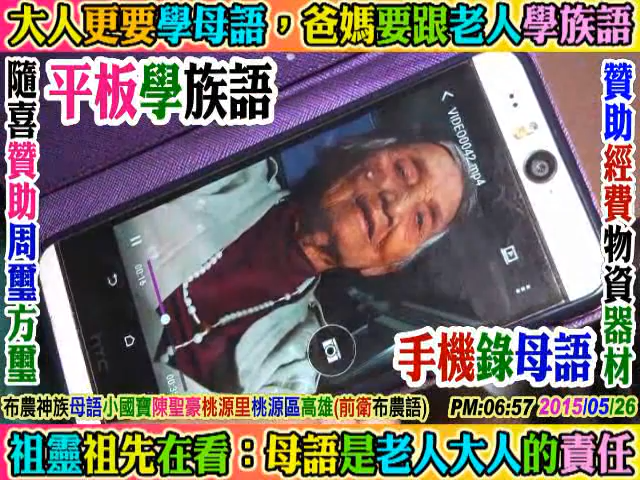 大人更要學母語，爸媽要跟老人學族語
隨喜贊助周璽方璽
平板學族語
贊助經費物資器材
VIDEO0042.mp4
00:16
htc
手機錄母語
布農神族母語小國寶陳聖豪桃源里桃源區高雄(前衛布農語) PM:06:57 2015/05/26
祖靈祖先在看：母語是老人大人的責任